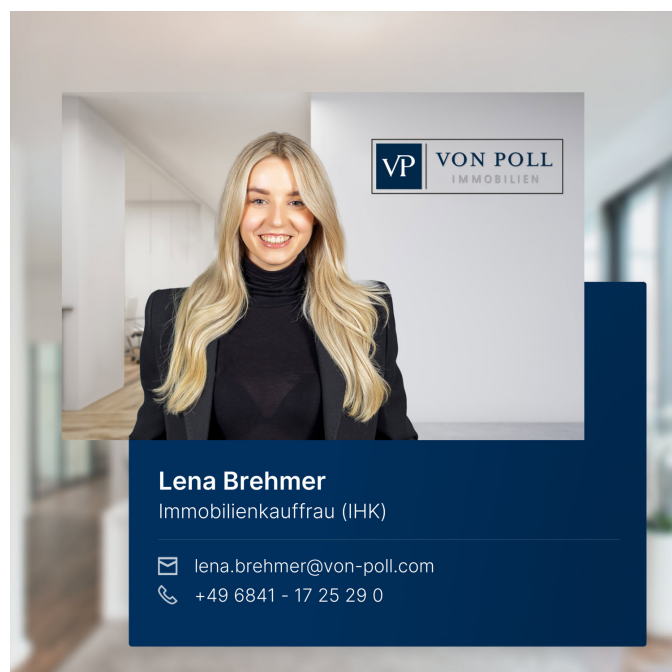 VP
VON POLL
IMMOBILIEN
Lena Brehmer
Immobilienkauffrau (IHK)
lena.brehmer@von-poll.com
+49 6841 - 17 25 29 0